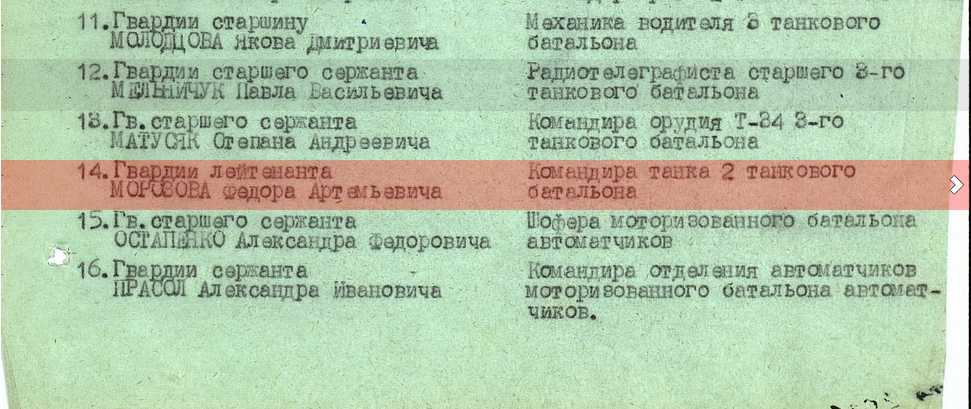 11.Гвардии старшину Механика водителя 3 танкового
МОЛОДЦОВА Якова Дмитриевича батальона
12.Гвардии старшего сержанта Радиотелеграфиста старшего 3-го
МЕЛЬНИЧУК Павла Васильевича танкового батальона
13.Гв.старшего сержанта Командира орудия Т-34 3-го
МАТУСЯК Степана Андреевича танкового батальона
14.Гвардии лейтенанта Командира танка 2 танкового
МОРОЗОВА Федора Артемьевича батальона
15.Гв.старшего сержанта Шофера моторизованного батальона
ОСТАПЕНКО Александра Федоровича автоматчиков
16.Гвардии сержанта Командира отделения автоматчиков
ПРАСОЛ Александра Ивановича моторизованного батальона автомат-
чиков.